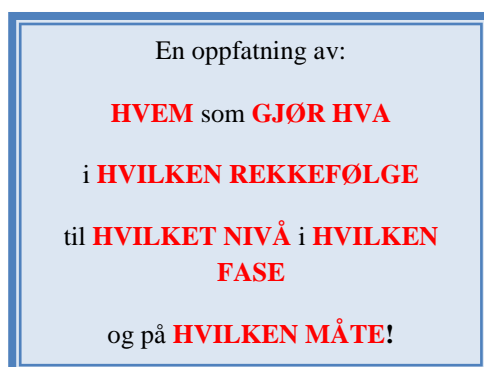 En oppfatning av:
HVEM som GJØR HVA
i HVILKEN REKKEFØLGE
til HVILKET NIVÅ i HVILKEN
FASE
og på HVILKEN MÅTE!